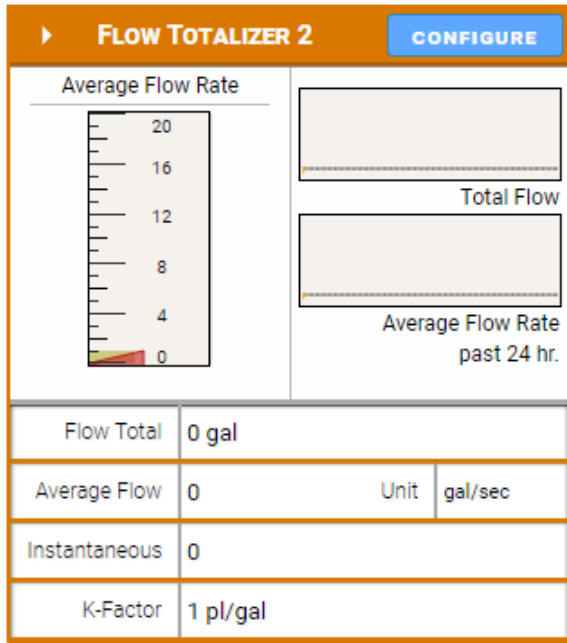 FLOW TOTALIZER 2
CONFIGURE
Average Flow Rate
20
16
12
8
4
0
Total Flow
Average Flow Rate
past 24 hr.
Flow Total 0 gal
Average Flow 0 Unit gal/sec
Instantaneous 0
K-Factor 1 pl/gal